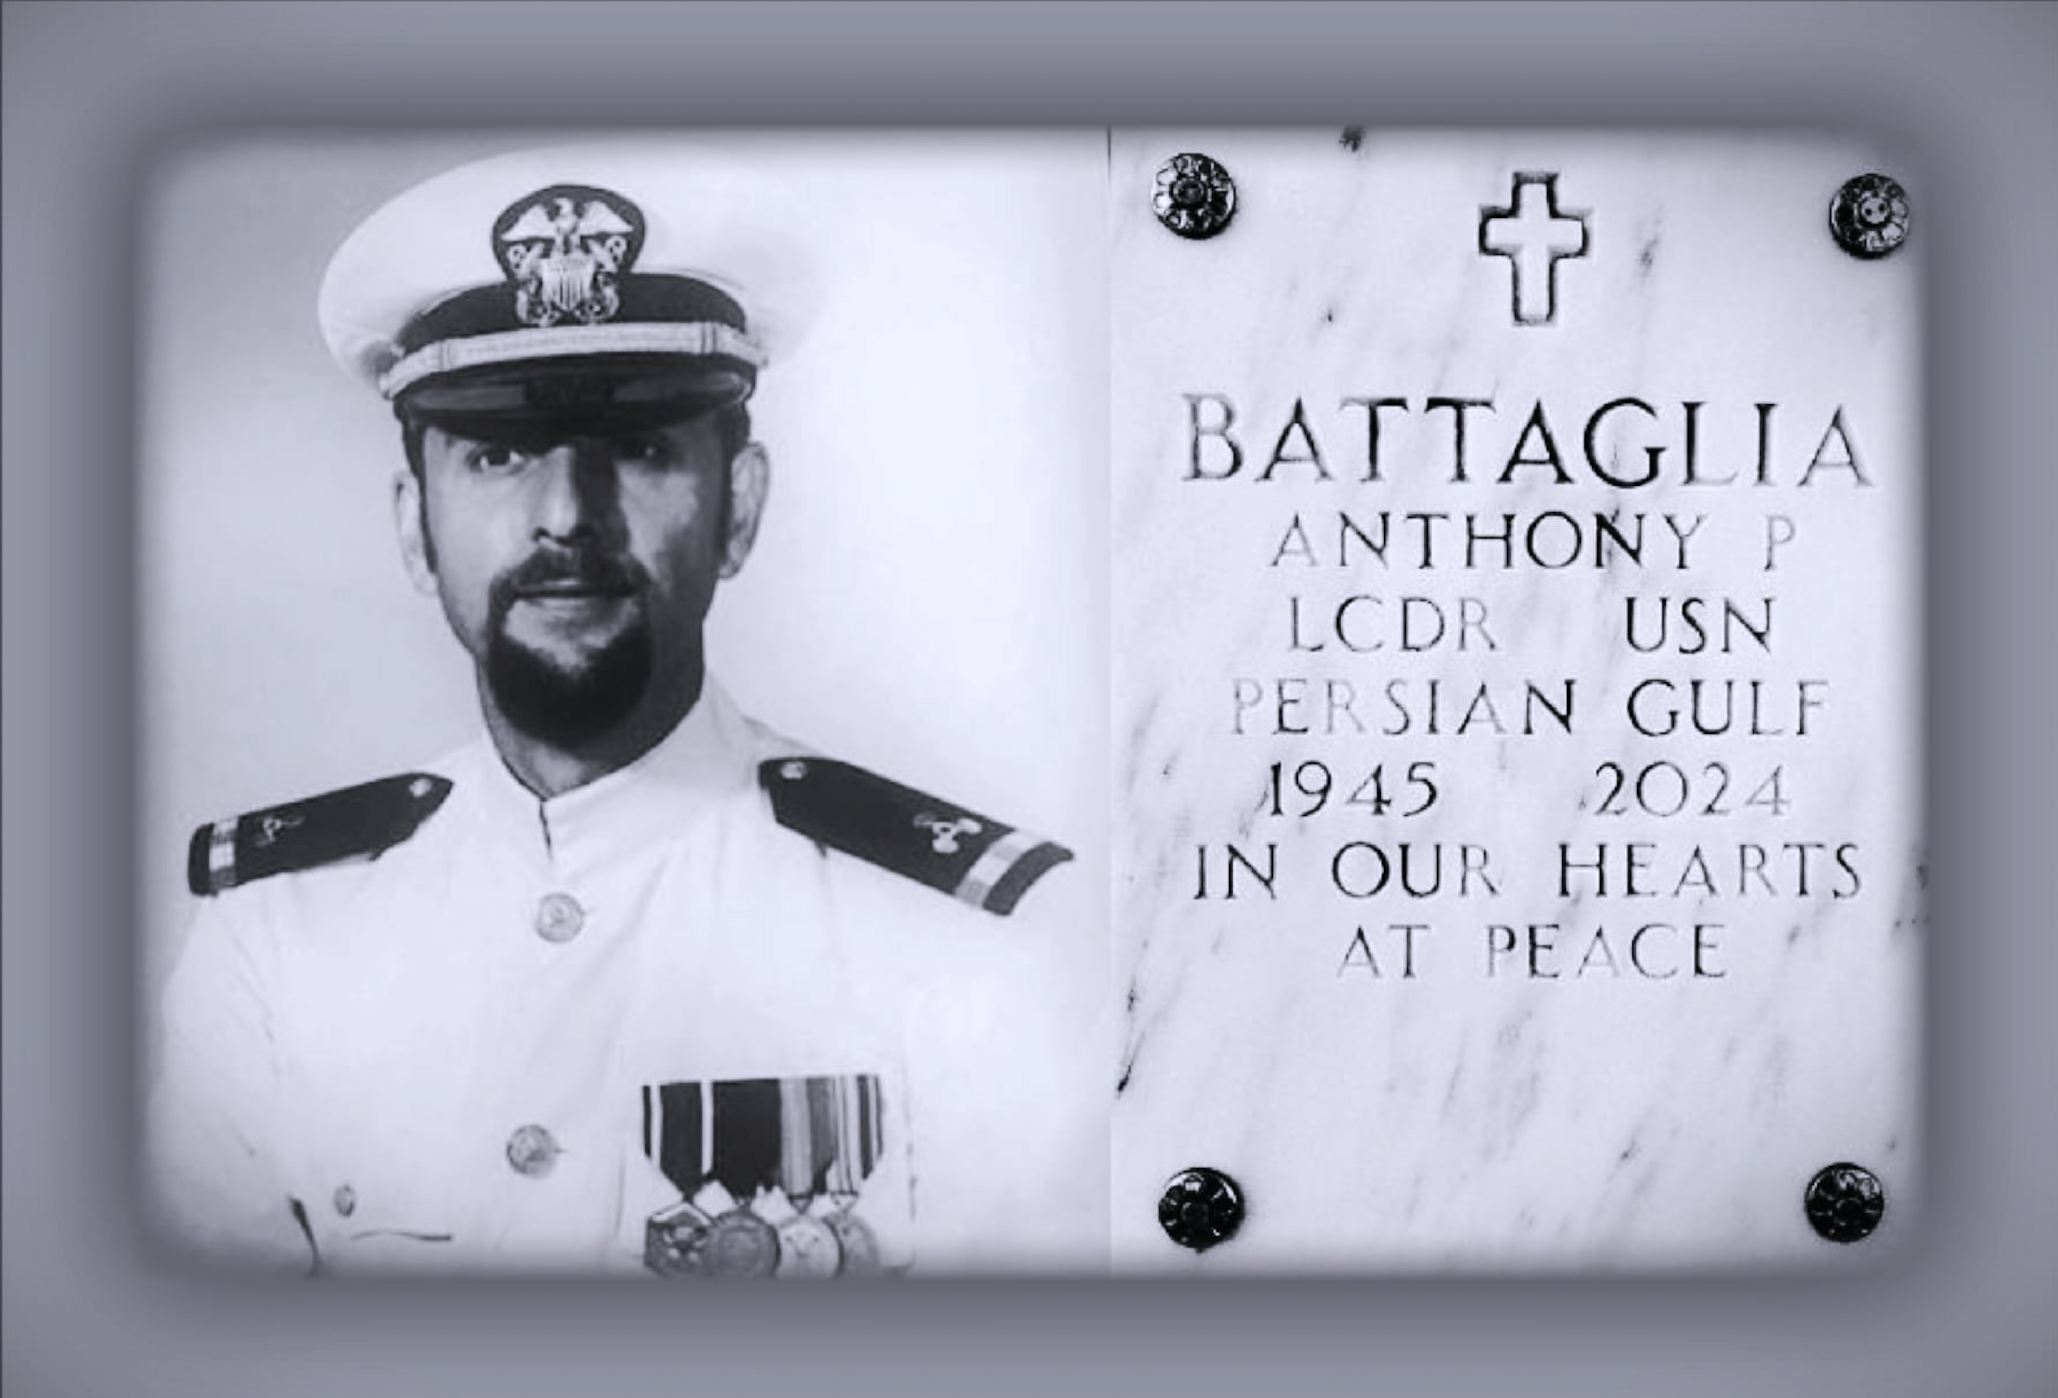 BATTAGLIA
ANTHONY P
LCDR USN
PERSIAN GULF
1945 2024
IN OUR HEARTS
AT PEACE